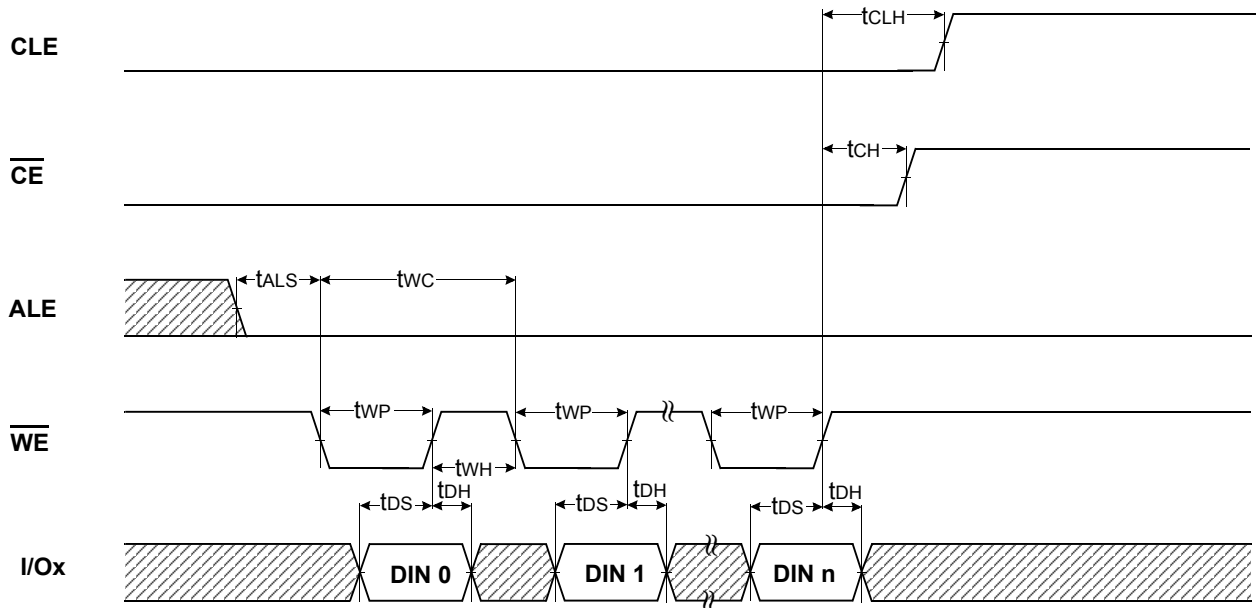 tCLH
CLE
tCH
CE
tALS
tWC
ALE
tWP
tWP
tWP
WE
tWH
tDH
tDH
tDH
tDS
tDS
tDS
I/Ox
DIN 0
DIN 1
DIN n